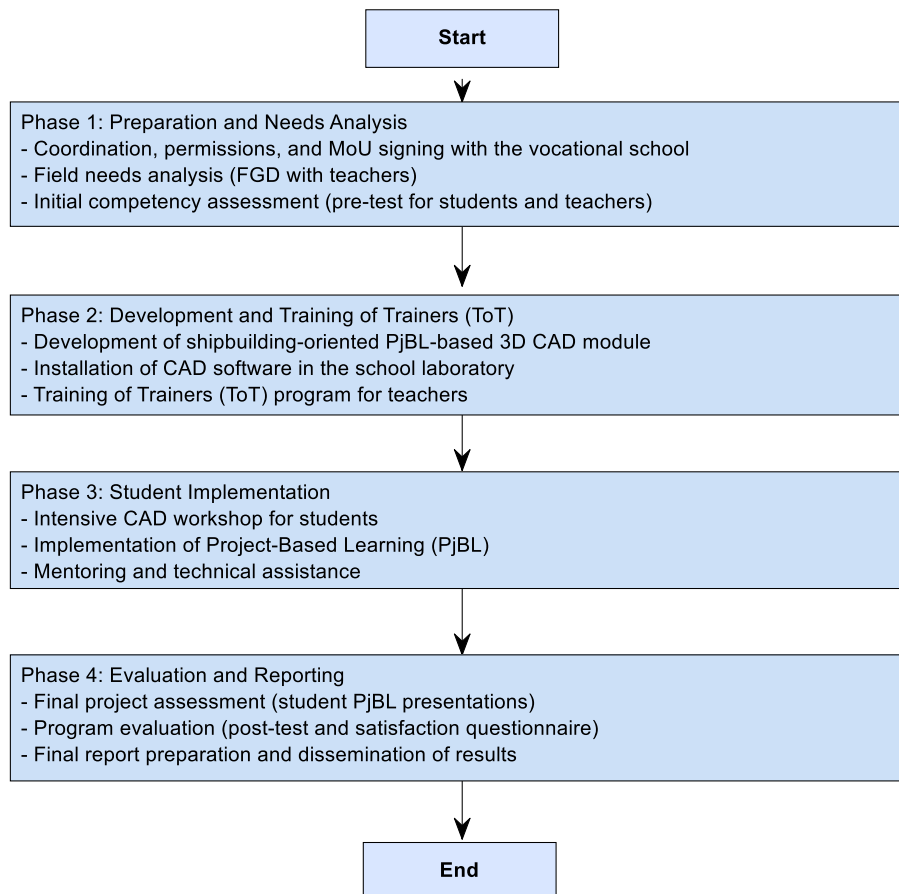 Start
Phase 1: Preparation and Needs Analysis
- Coordination, permissions, and MoU signing with the vocational school
- Field needs analysis (FGD with teachers)
- Initial competency assessment (pre-test for students and teachers)
Phase 2: Development and Training of Trainers (ToT)
- Development of shipbuilding-oriented PjBL-based 3D CAD module
- Installation of CAD software in the school laboratory
- Training of Trainers (ToT) program for teachers
Phase 3: Student Implementation
- Intensive CAD workshop for students
- Implementation of Project-Based Learning (PjBL)
- Mentoring and technical assistance
Phase 4: Evaluation and Reporting
- Final project assessment (student PjBL presentations)
- Program evaluation (post-test and satisfaction questionnaire)
- Final report preparation and dissemination of results
End